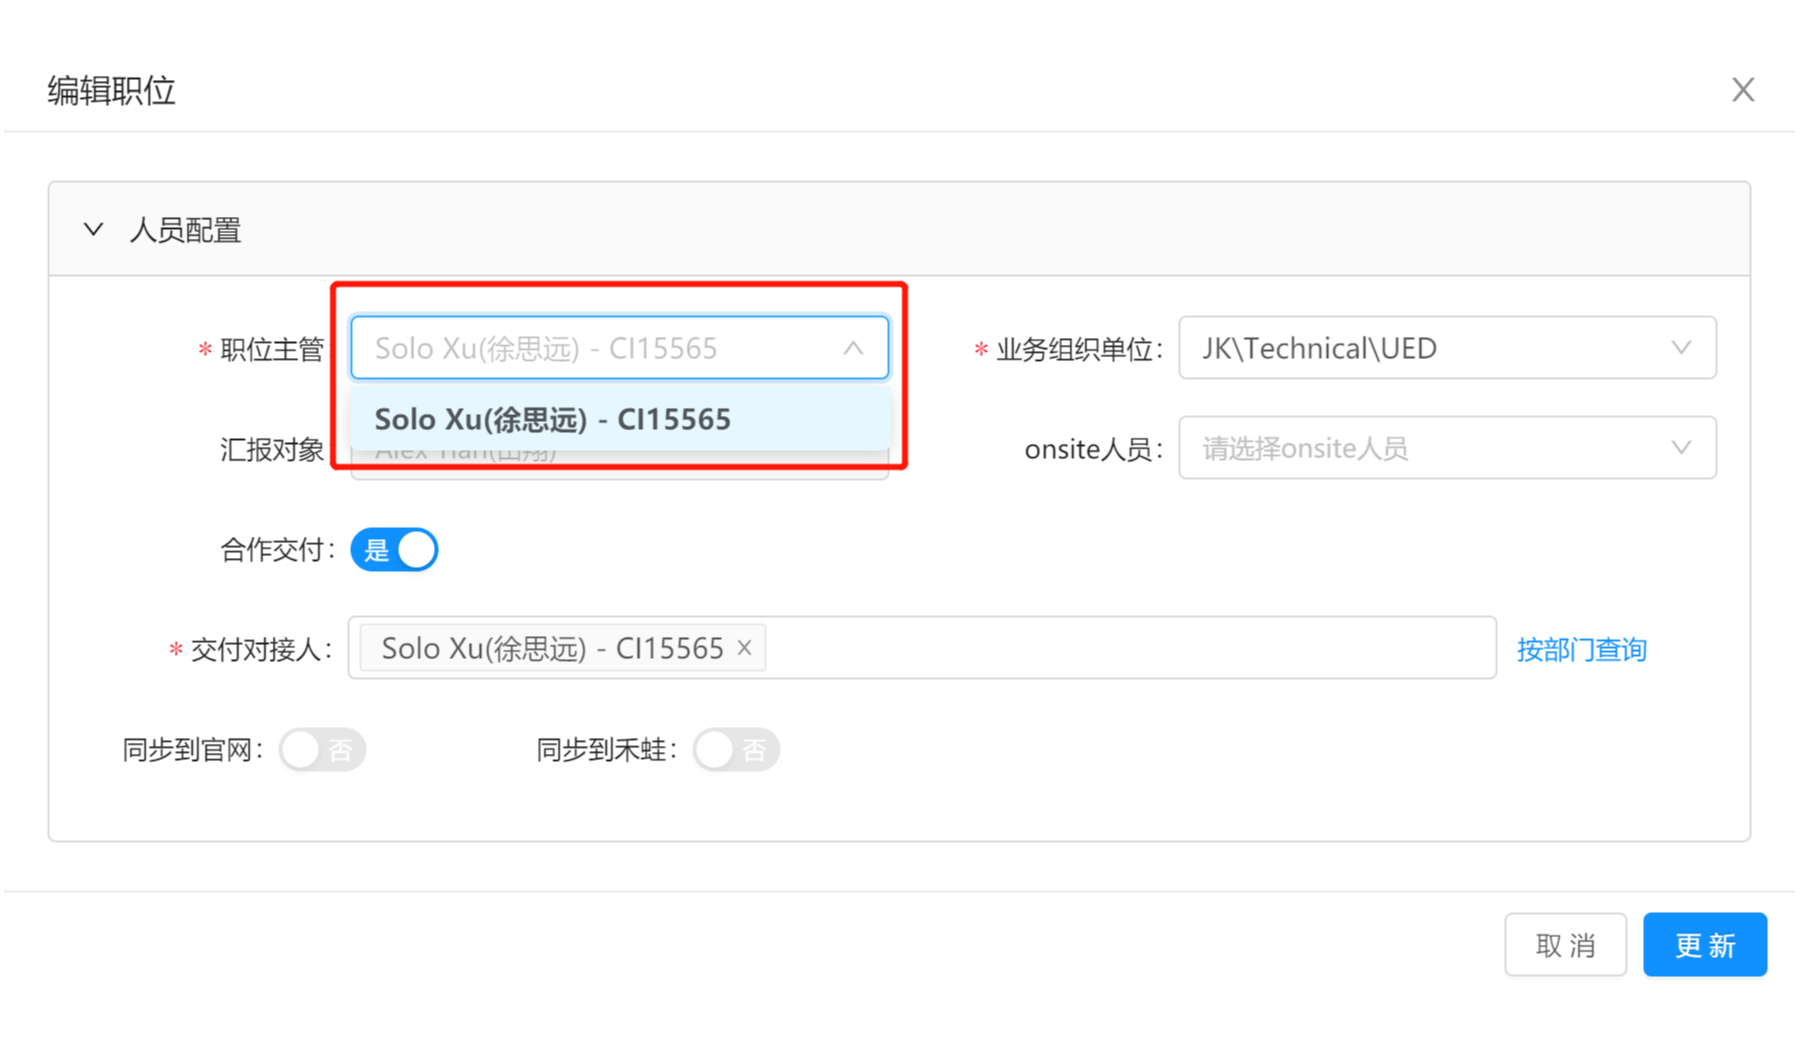 编辑职位
人员配置
* 职位主管
Solo Xu(徐思远) - CI15565
* 业务组织单位:
JK\Technical\UED
Solo Xu(徐思远) - CI15565
汇报对象
onsite人员:
请选择onsite人员
合作交付:
是
* 交付对接人:
Solo Xu(徐思远) - CI15565 ×
按部门查询
同步到官网:
否
同步到禾蛙:
否
取 消
更 新